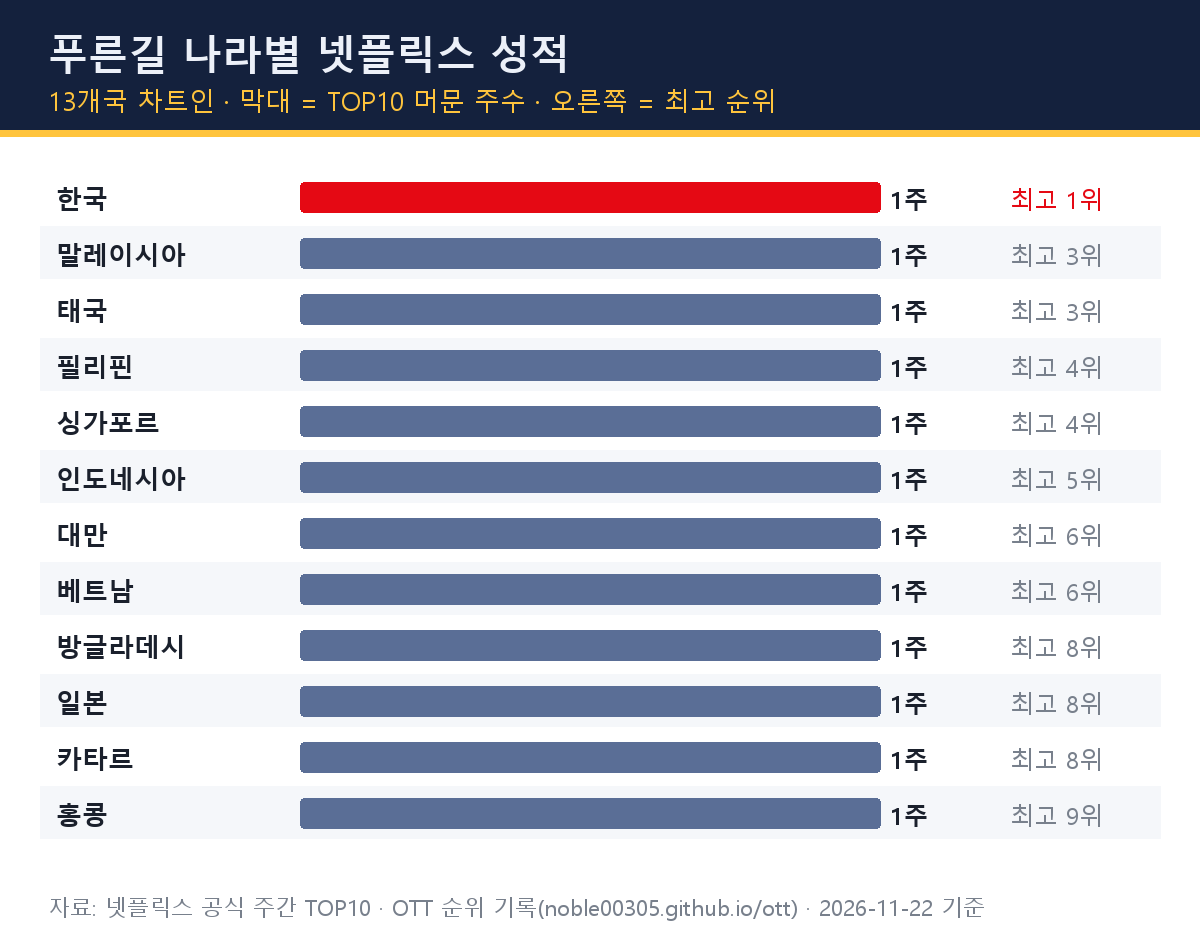 푸른길 나라별 넷플릭스 성적
13개국 차트인 · 막대 = TOP10 머문 주수 · 오른쪽 = 최고 순위
한국 1주 최고 1위
말레이시아 1주 최고 3위
태국 1주 최고 3위
필리핀 1주 최고 4위
싱가포르 1주 최고 4위
인도네시아 1주 최고 5위
대만 1주 최고 6위
베트남 1주 최고 6위
방글라데시 1주 최고 8위
일본 1주 최고 8위
카타르 1주 최고 8위
홍콩 1주 최고 9위
자료: 넷플릭스 공식 주간 TOP10 · OTT 순위 기록(noble00305.github.io/ott) · 2026-11-22 기준